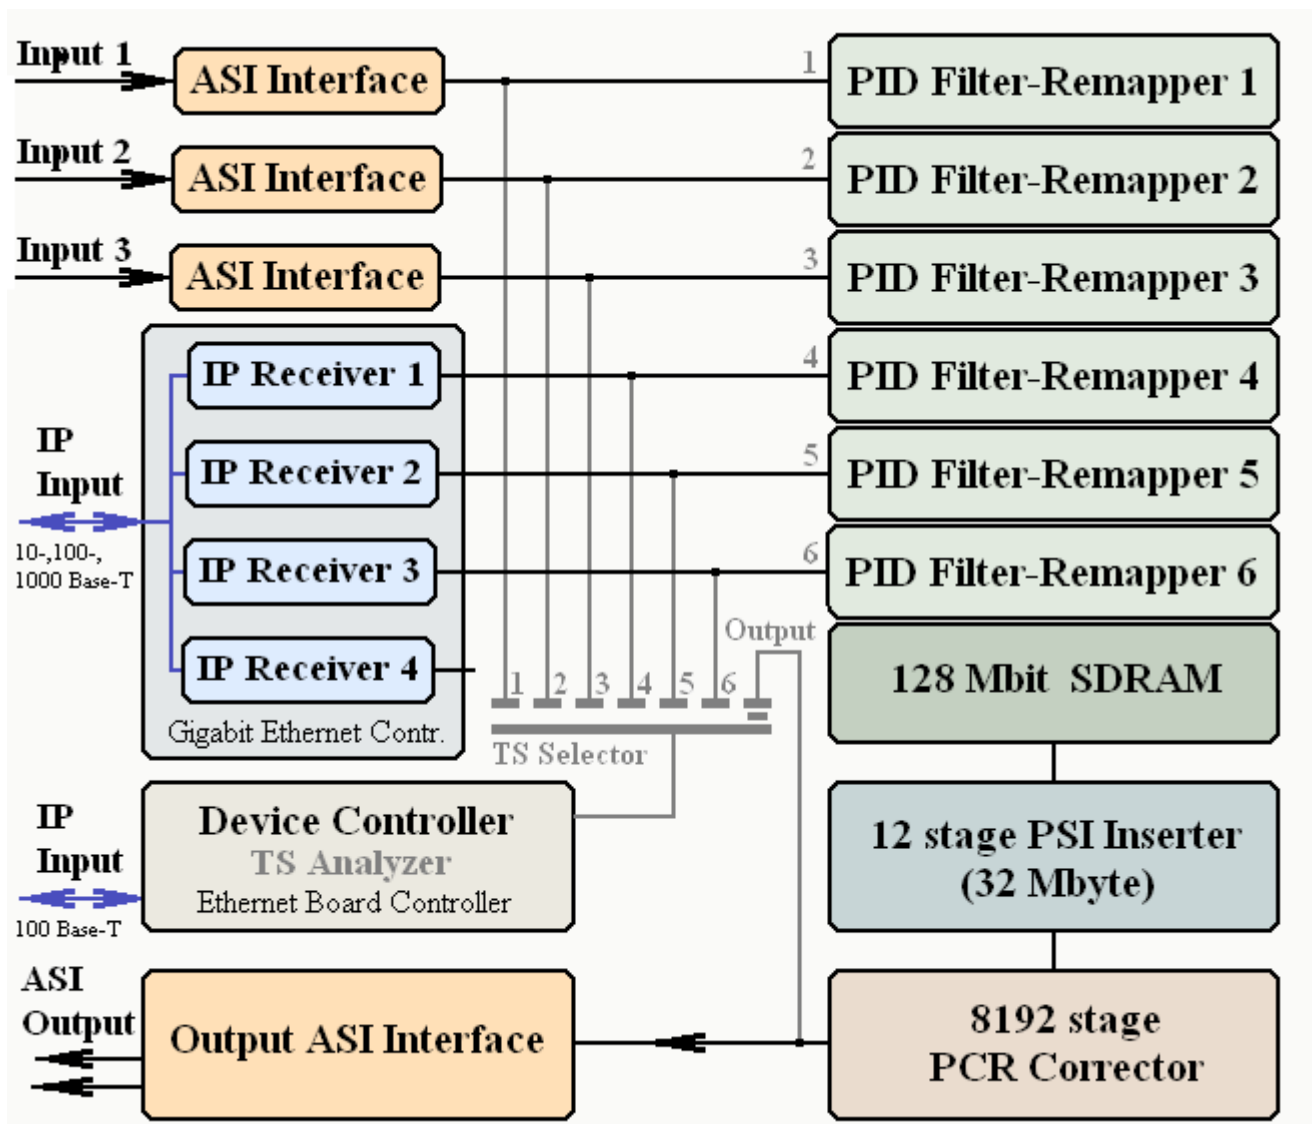 Input 1
ASI Interface
1
PID Filter-Remapper 1
Input 2
ASI Interface
2
PID Filter-Remapper 2
Input 3
ASI Interface
3
PID Filter-Remapper 3
IP Receiver 1
4
PID Filter-Remapper 4
IP
Input
10-,100-,
1000 Base-T
IP Receiver 2
5
PID Filter-Remapper 5
IP Receiver 3
6
PID Filter-Remapper 6
IP Receiver 4
Gigabit Ethernet Contr.
Output
1 2 3 4 5 6
TS Selector
128 Mbit SDRAM
IP
Input
100 Base-T
Device Controller
TS Analyzer
Ethernet Board Controller
12 stage PSI Inserter
(32 Mbyte)
ASI
Output
Output ASI Interface
8192 stage
PCR Corrector